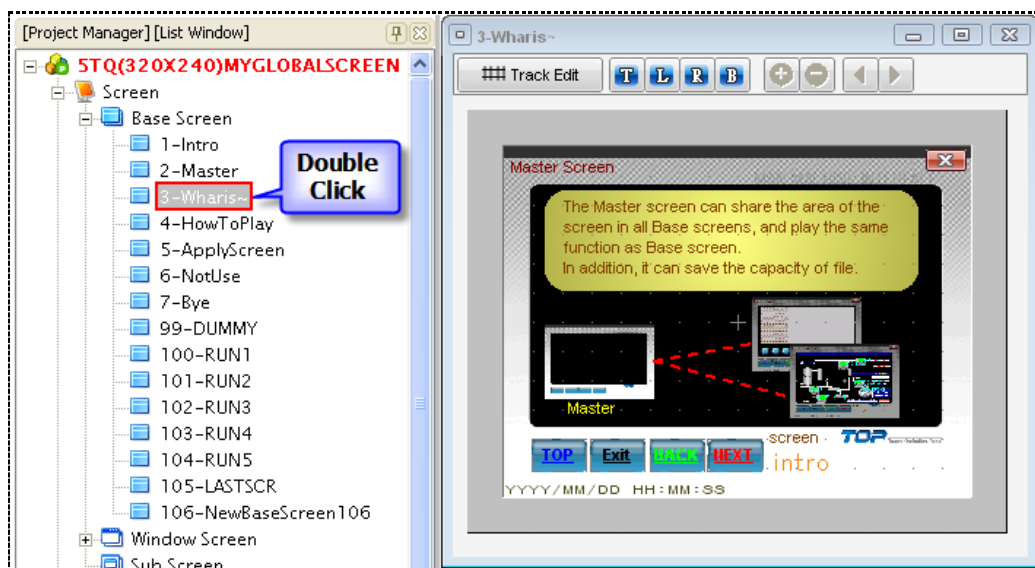 [Project Manager] [List Window]
5TQ(320X240)MYGLOBALSCREEN
Screen
Base Screen
1-Intro
2-Master
3-Wharis~
4-HowToPlay
5-ApplyScreen
6-NotUse
7-Bye
99-DUMMY
100-RUN1
101-RUN2
102-RUN3
103-RUN4
104-RUN5
105-LASTSCR
106-NewBaseScreen106
Window Screen
Sub Screen
Double
Click
3-Wharis~
Track Edit
T L R B
Master Screen
The Master screen can share the area of the
screen in all Base screens, and play the same
function as Base screen.
In addition, it can save the capacity of file.
Master
TOP Exit BACK NEXT
screen
TOP
intro
YYYY/MM/DD HH:MM:SS